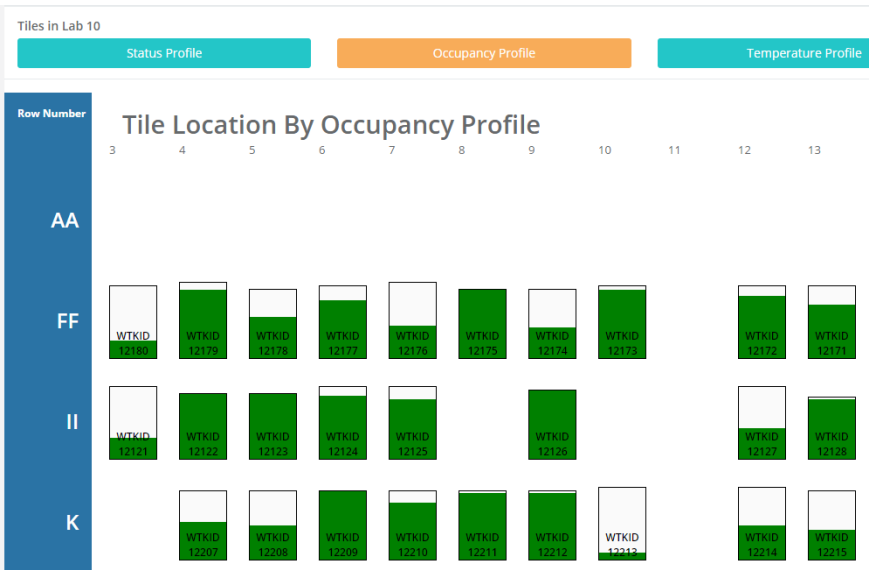 Tiles in Lab 10
Status Profile
Occupancy Profile
Temperature Profile
Row Number
Tile Location By Occupancy Profile
3 4 5 6 7 8 9 10 11 12 13
AA
FF
WTKID WTKID WTKID WTKID WTKID WTKID WTKID WTKID WTKID WTKID
12180 12179 12178 12177 12176 12175 12174 12173 12172 12171
II
WTKID WTKID WTKID WTKID WTKID WTKID WTKID WTKID
12121 12122 12123 12124 12125 12126 12127 12128
K
WTKID WTKID WTKID WTKID WTKID WTKID WTKID WTKID WTKID
12207 12208 12209 12210 12211 12212 12213 12214 12215